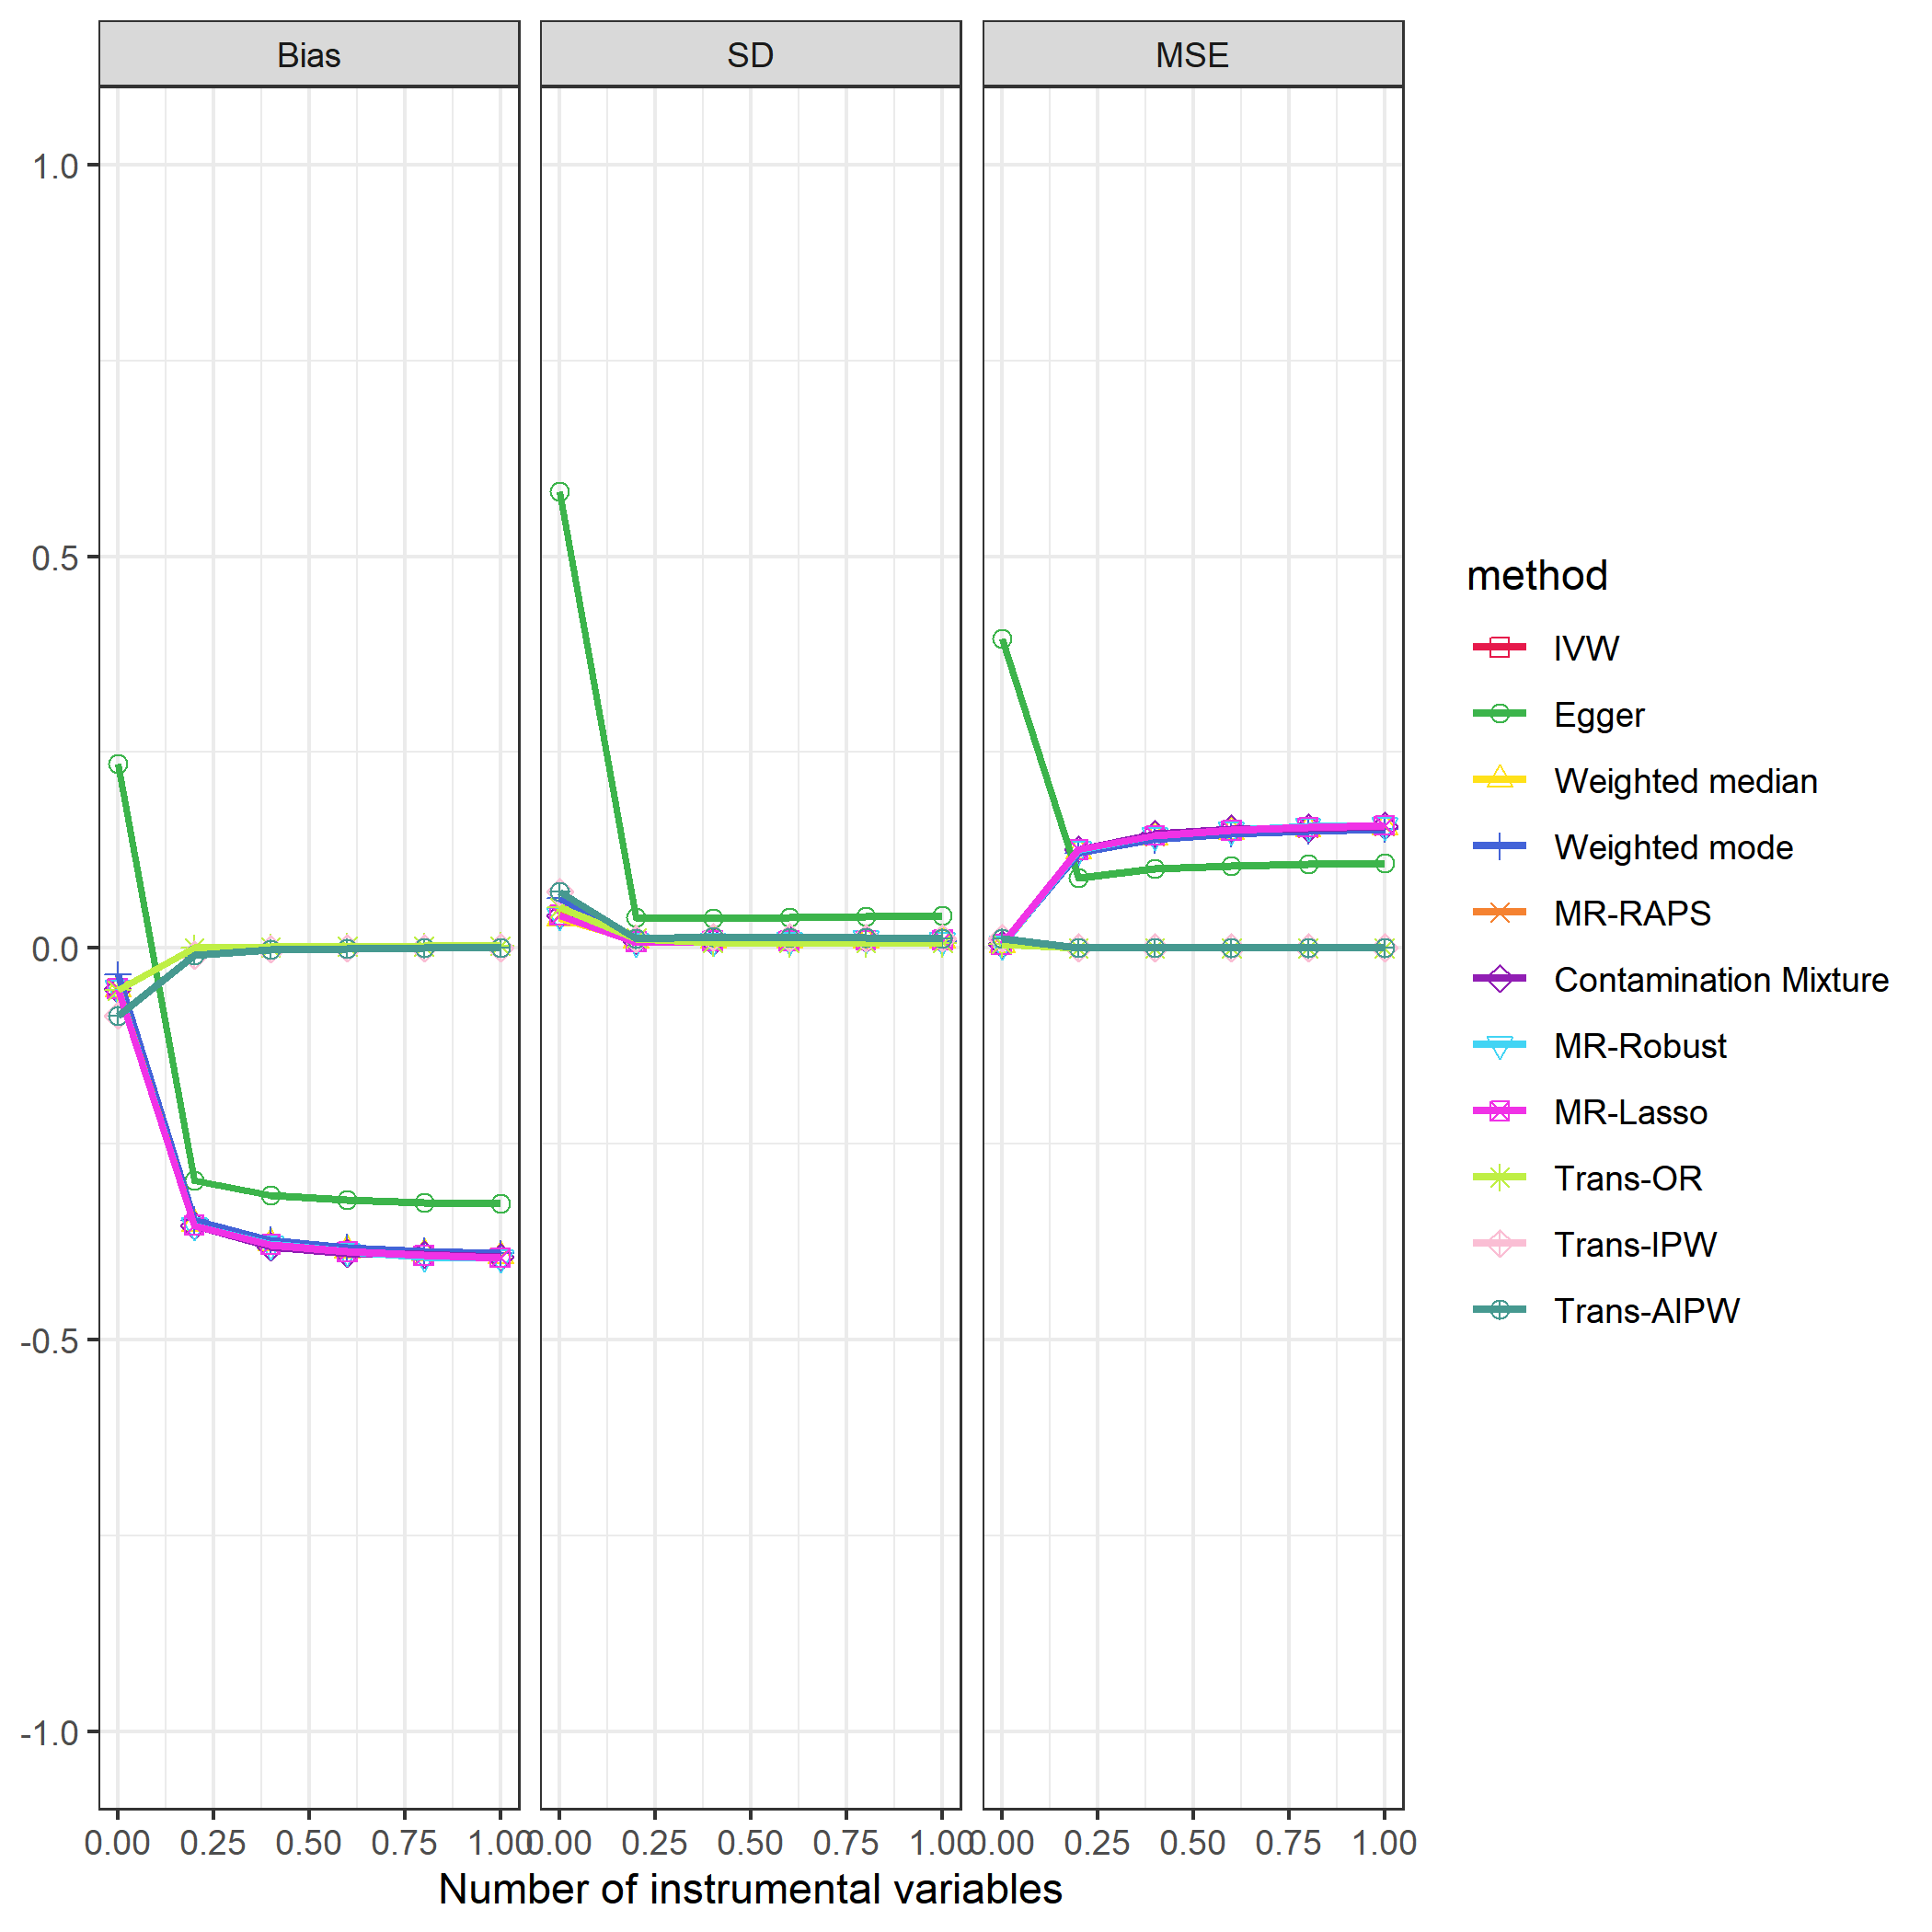 Bias SD MSE
1.0
0.5
0.0
-0.5
-1.0
0.00 0.25 0.50 0.75 1.00 0.00 0.25 0.50 0.75 1.00 0.00 0.25 0.50 0.75 1.00
Number of instrumental variables
method
IVW
Egger
Weighted median
Weighted mode
MR-RAPS
Contamination Mixture
MR-Robust
MR-Lasso
Trans-OR
Trans-IPW
Trans-AIPW